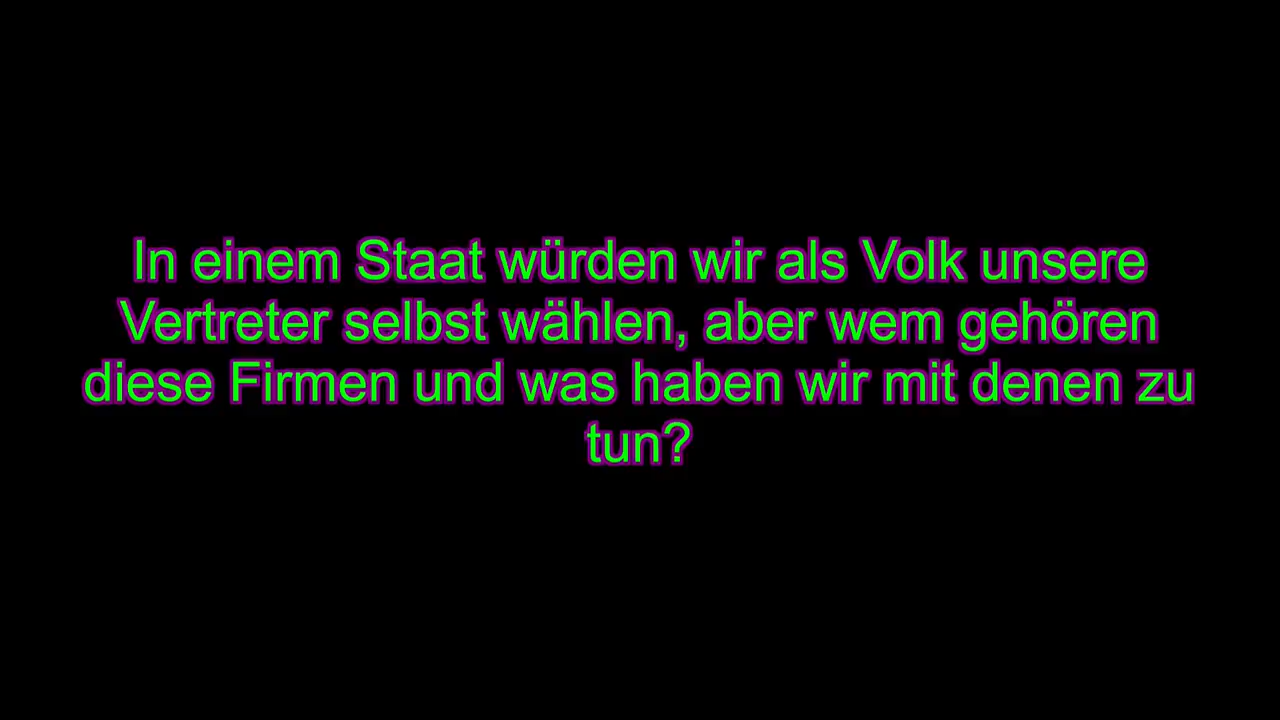 In einem Staat würden wir als Volk unsere
Vertreter selbst wählen, aber wem gehören
diese Firmen und was haben wir mit denen zu
tun?